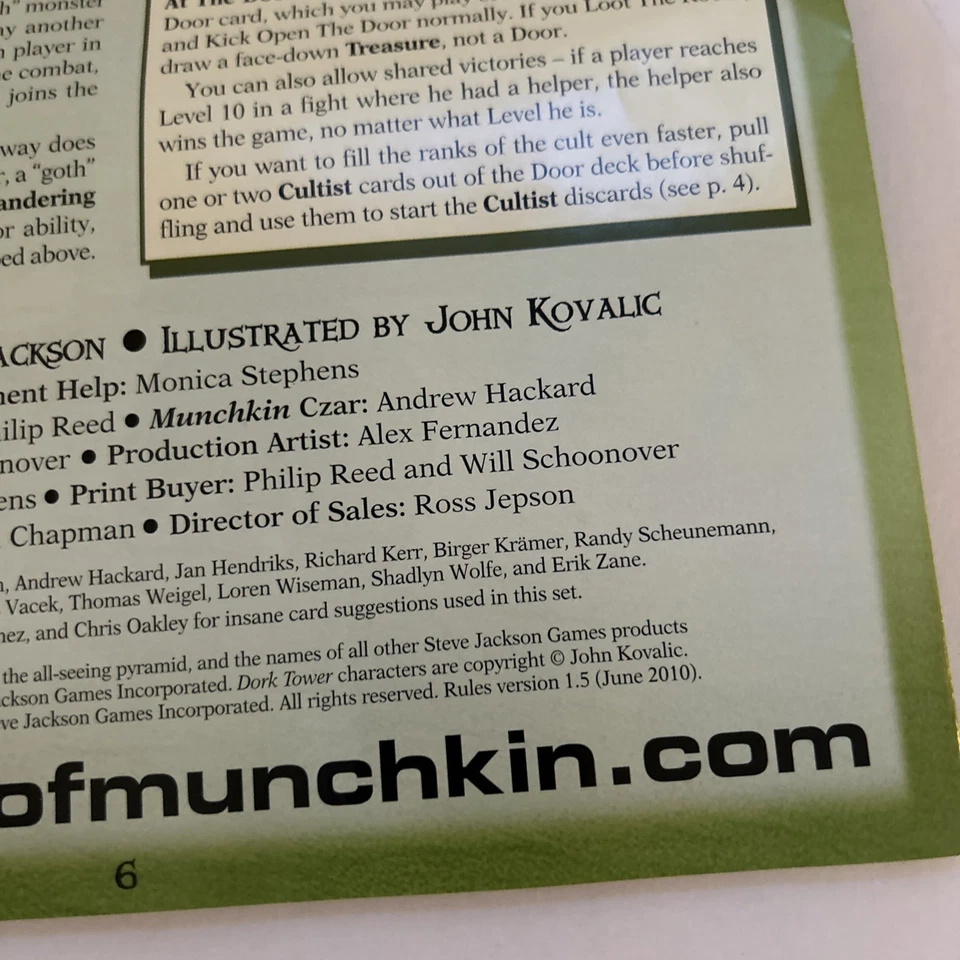 h" monster
ny another
n player in
e combat,
joins the
way does
r, a "goth"
andering
or ability,
ed above.
Door card, which you may play
and Kick Open The Door normally. If you Loot The
draw a face-down Treasure, not a Door.
You can also allow shared victories – if a player reaches
Level 10 in a fight where he had a helper, the helper also
wins the game, no matter what Level he is.
If you want to fill the ranks of the cult even faster, pull
one or two Cultist cards out of the Door deck before shuf-
fling and use them to start the Cultist discards (see p. 4).
ACKSON ● ILLUSTRATED BY JOHN KOVALIC
ment Help: Monica Stephens
ilip Reed ● Munchkin Czar: Andrew Hackard
nover ● Production Artist: Alex Fernandez
ens ● Print Buyer: Philip Reed and Will Schoonover
Chapman ● Director of Sales: Ross Jepson
, Andrew Hackard, Jan Hendriks, Richard Kerr, Birger Krämer, Randy Scheunemann,
Vacek, Thomas Weigel, Loren Wiseman, Shadlyn Wolfe, and Erik Zane.
nez, and Chris Oakley for insane card suggestions used in this set.
the all-seeing pyramid, and the names of all other Steve Jackson Games products
ckson Games Incorporated. Dork Tower characters are copyright © John Kovalic.
ve Jackson Games Incorporated. All rights reserved. Rules version 1.5 (June 2010).
ofmunchkin.com
6